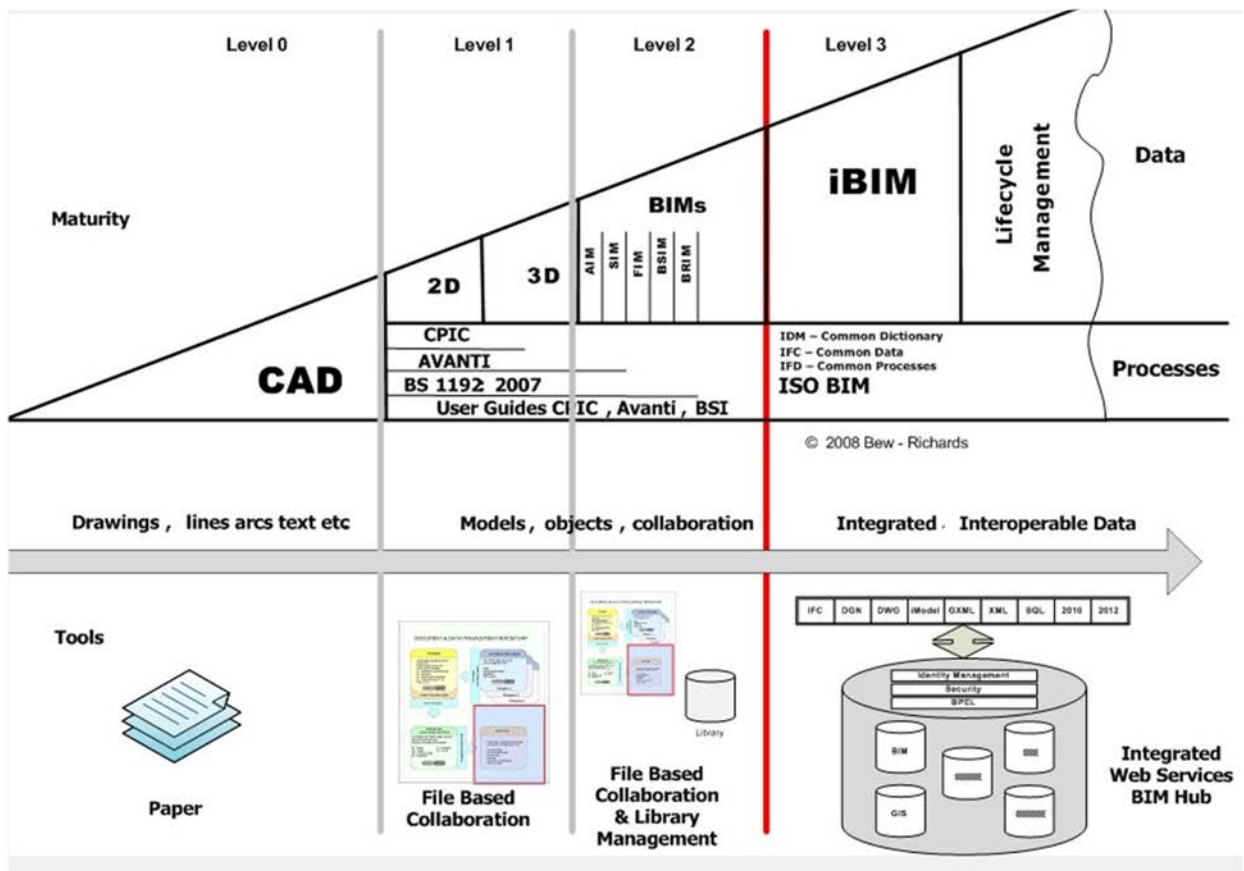 Level 0
Level 1
Level 2
Level 3
Maturity
Data
iBIM
Lifecycle
Management
BIMs
AIM
SIM
FIM
BSIM
BRIM
2D
3D
CAD
CPIC
AVANTI
BS 1192: 2007
User Guides CPIC , Avanti , BSI
IDM – Common Dictionary
IFC – Common Data
IFD – Common Processes
ISO BIM
Processes
© 2008 Bew - Richards
Drawings , lines arcs text etc
Models , objects , collaboration
Integrated , Interoperable Data
Tools
Paper
DOCUMENT & DATA MANAGEMENT REPOSITORY
File Based
Collaboration
Library
File Based
Collaboration
& Library
Management
IFC DGN DWG iModel GXML XML SQL 2010 2012
Identity Management
Security
BPEL
BIM
GIS
Integrated
Web Services
BIM Hub